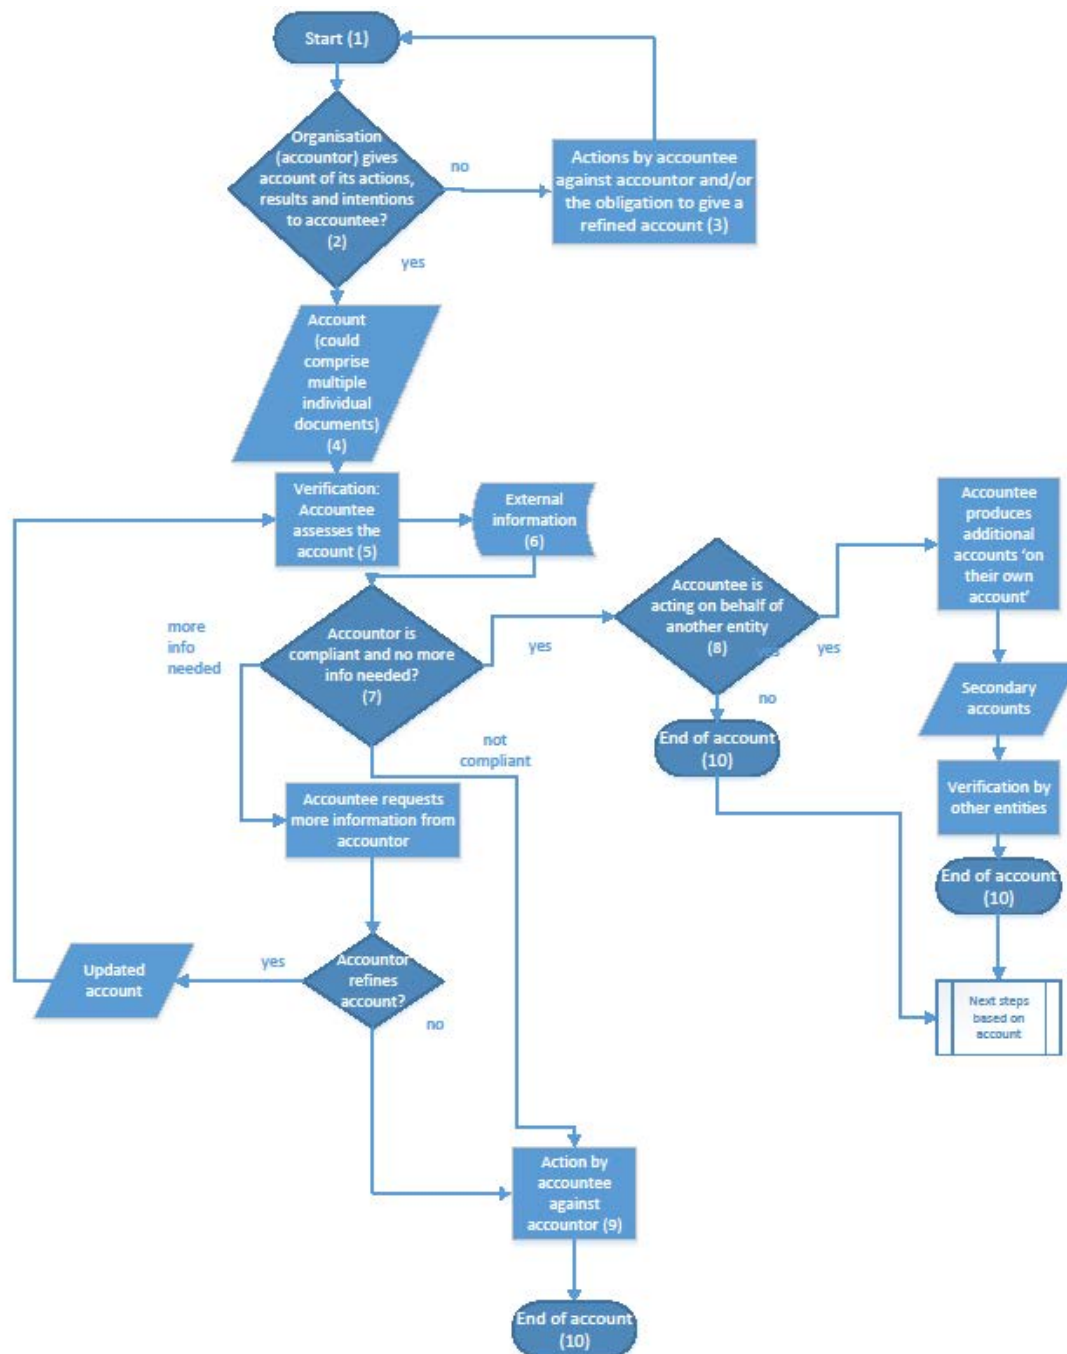 Start (1)
Organisation
(accountor) gives
account of its actions,
results and intentions
to accountee?
(2)
no
Actions by accountee
against accountor and/or
the obligation to give a
refined account (3)
yes
Account
(could
comprise
multiple
individual
documents)
(4)
Verification:
Accountee
assesses the
account (5)
External
information
(6)
Accountee
produces
additional
accounts ‘on
their own
account’
Accountee is
acting on behalf of
another entity
(8)
yes
yes
more
info
needed
Accountor is
compliant and no more
info needed?
(7)
yes
no
Secondary
accounts
End of account
(10)
not
compliant
Verification by
other entities
Accountee requests
more information from
accountor
End of account
(10)
Updated
account
yes
Accountor
refines
account?
no
Next steps
based on
account
Action by
accountee
against
accountor (9)
End of account
(10)